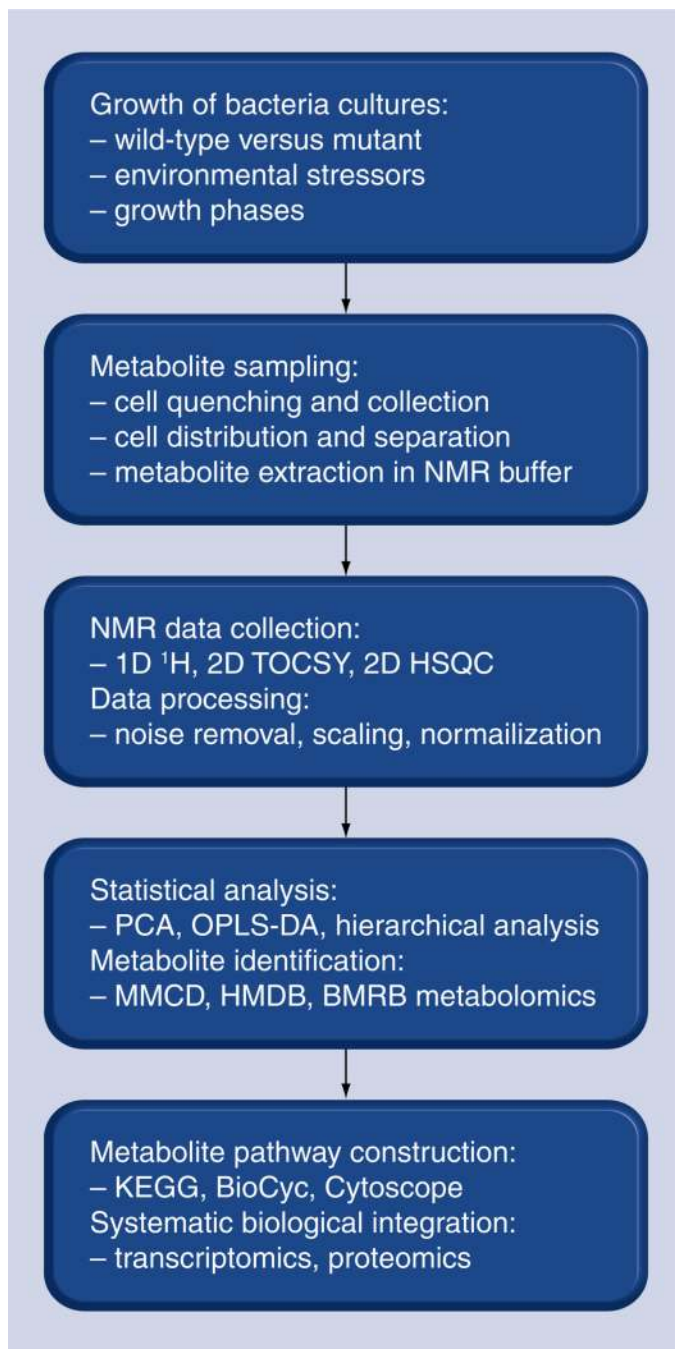 Growth of bacteria cultures:
– wild-type versus mutant
– environmental stressors
– growth phases
Metabolite sampling:
– cell quenching and collection
– cell distribution and separation
– metabolite extraction in NMR buffer
NMR data collection:
– 1D ¹H, 2D TOCSY, 2D HSQC
Data processing:
– noise removal, scaling, normailization
Statistical analysis:
– PCA, OPLS-DA, hierarchical analysis
Metabolite identification:
– MMCD, HMDB, BMRB metabolomics
Metabolite pathway construction:
– KEGG, BioCyc, Cytoscope
Systematic biological integration:
– transcriptomics, proteomics